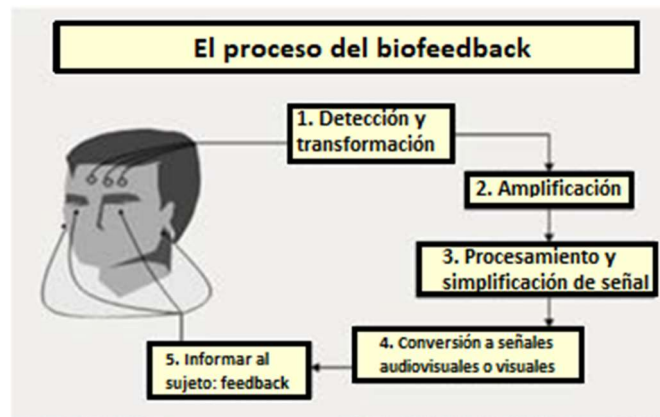 El proceso del biofeedback
1. Detección y
transformación
2. Amplificación
3. Procesamiento y
simplificación de señal
4. Conversión a señales
audiovisuales o visuales
5. Informar al
sujeto: feedback